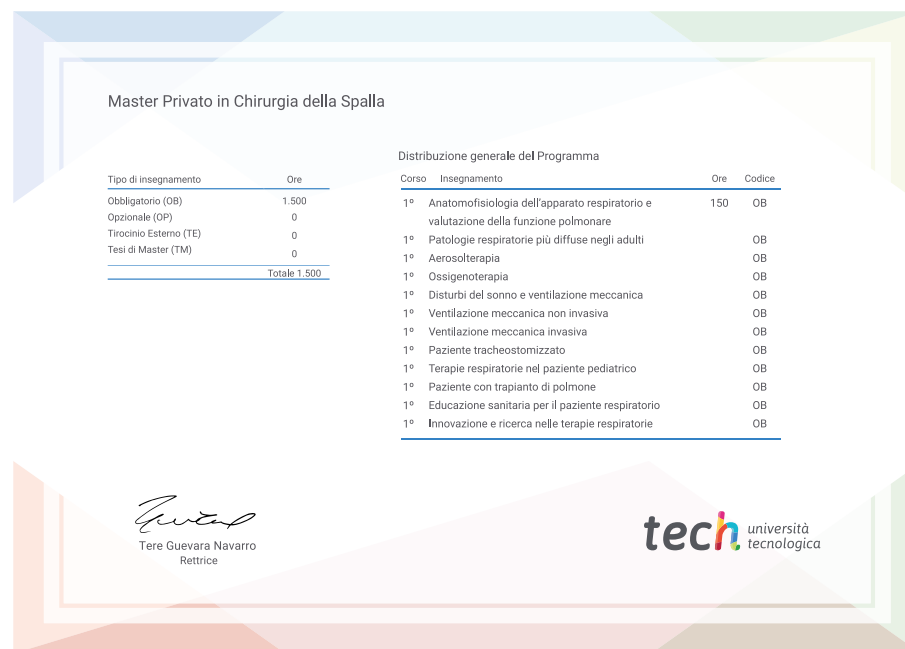 Master Privato in Chirurgia della Spalla
Tipo di insegnamento Ore
Obbligatorio (OB) 1.500
Opzionale (OP) 0
Tirocinio Esterno (TE) 0
Tesi di Master (TM) 0
Totale 1.500
Distribuzione generale del Programma
Corso Insegnamento Ore Codice
1º Anatomofisiologia dell'apparato respiratorio e 150 OB
valutazione della funzione polmonare
1º Patologie respiratorie più diffuse negli adulti OB
1º Aerosolterapia OB
1º Ossigenoterapia OB
1º Disturbi del sonno e ventilazione meccanica OB
1º Ventilazione meccanica non invasiva OB
1º Ventilazione meccanica invasiva OB
1º Paziente tracheostomizzato OB
1º Terapie respiratorie nel paziente pediatrico OB
1º Paziente con trapianto di polmone OB
1º Educazione sanitaria per il paziente respiratorio OB
1º Innovazione e ricerca nelle terapie respiratorie OB
Tere Guevara Navarro
Rettrice
tech università
tecnologica